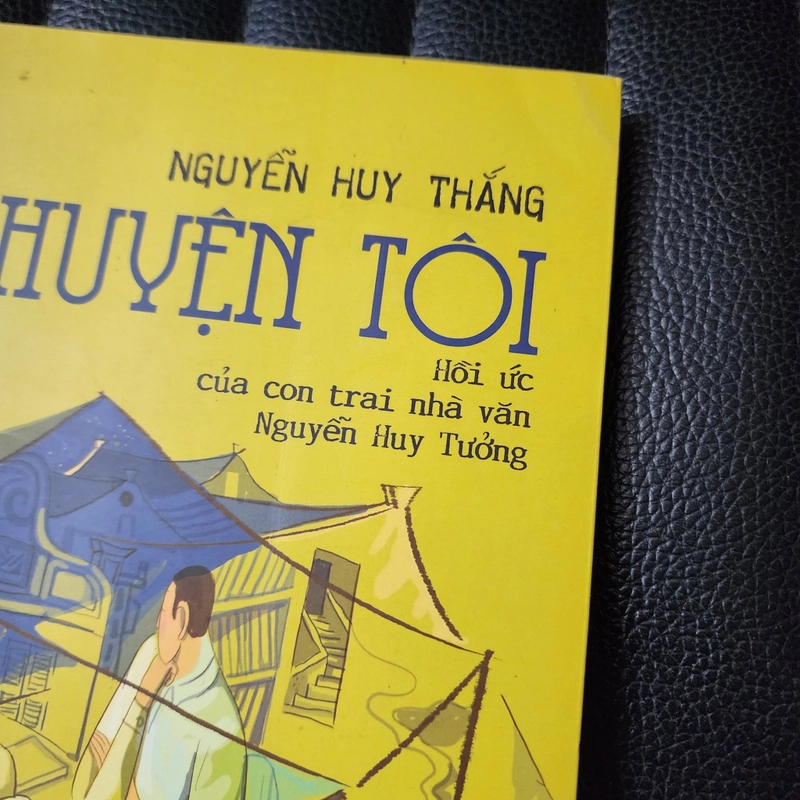 NGUYỄN HUY THẮNG
HUYỆN TÔI
Hồi ức
của con trai nhà văn
Nguyễn Huy Tưởng